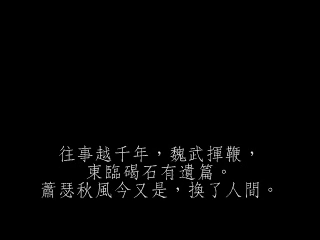 往事越千年，魏武揮鞭，
東臨碣石有遺篇。
蕭瑟秋風今又是，換了人間。